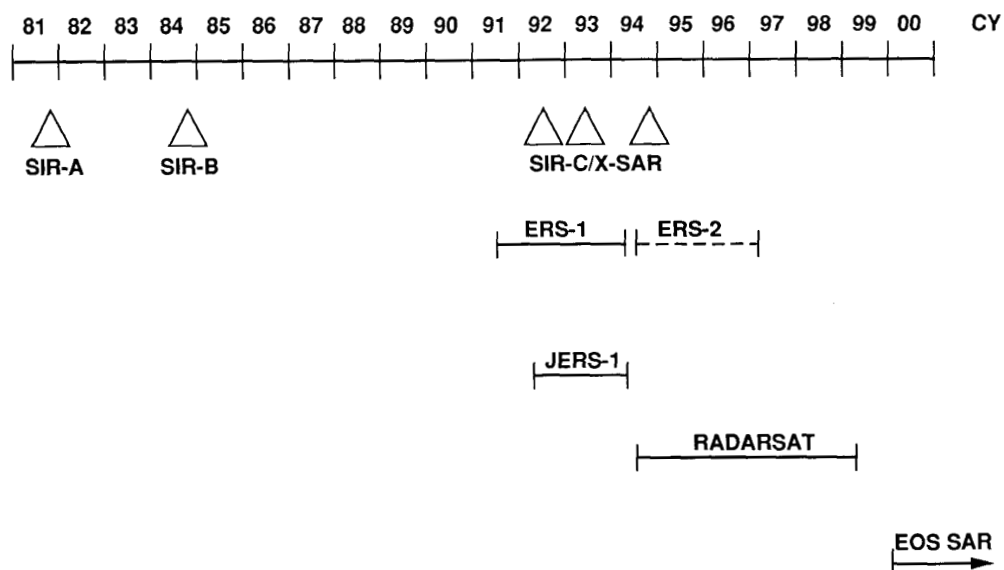 81 82 83 84 85 86 87 88 89 90 91 92 93 94 95 96 97 98 99 00 CY
SIR-A SIR-B SIR-C/X-SAR
ERS-1 ERS-2
JERS-1
RADARSAT
EOS SAR